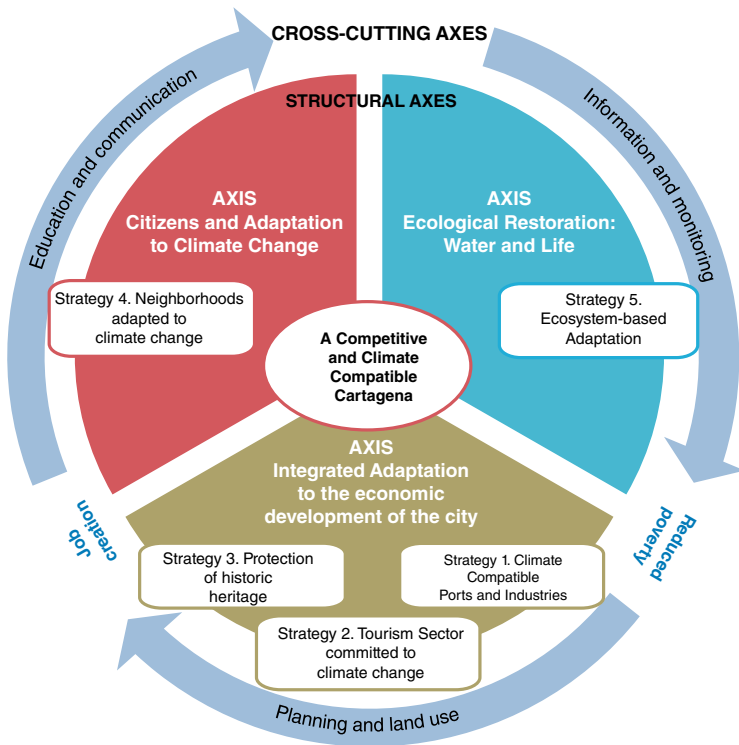 CROSS-CUTTING AXES
Education and communication
Information and monitoring
STRUCTURAL AXES
AXIS
Citizens and Adaptation
to Climate Change
AXIS
Ecological Restoration:
Water and Life
Strategy 4. Neighborhoods
adapted to
climate change
Strategy 5.
Ecosystem-based
Adaptation
A Competitive
and Climate
Compatible
Cartagena
AXIS
Integrated Adaptation
to the economic
development of the city
Job
creation
Reduced
poverty
Strategy 3. Protection
of historic
heritage
Strategy 1. Climate
Compatible
Ports and Industries
Strategy 2. Tourism Sector
committed to
climate change
Planning and land use